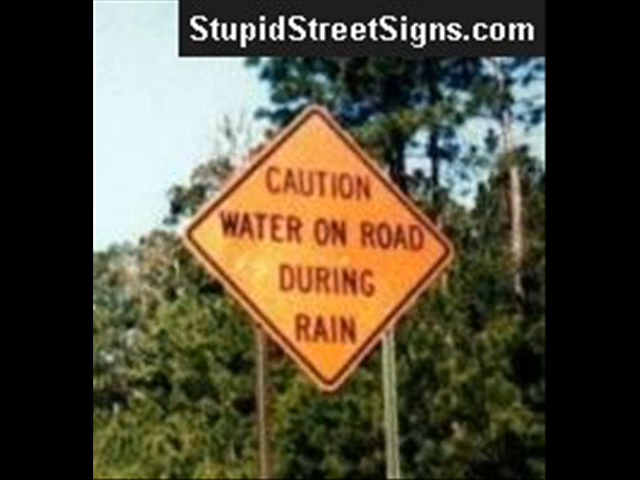 StupidStreetSigns.com
CAUTION
WATER ON ROAD
DURING
RAIN